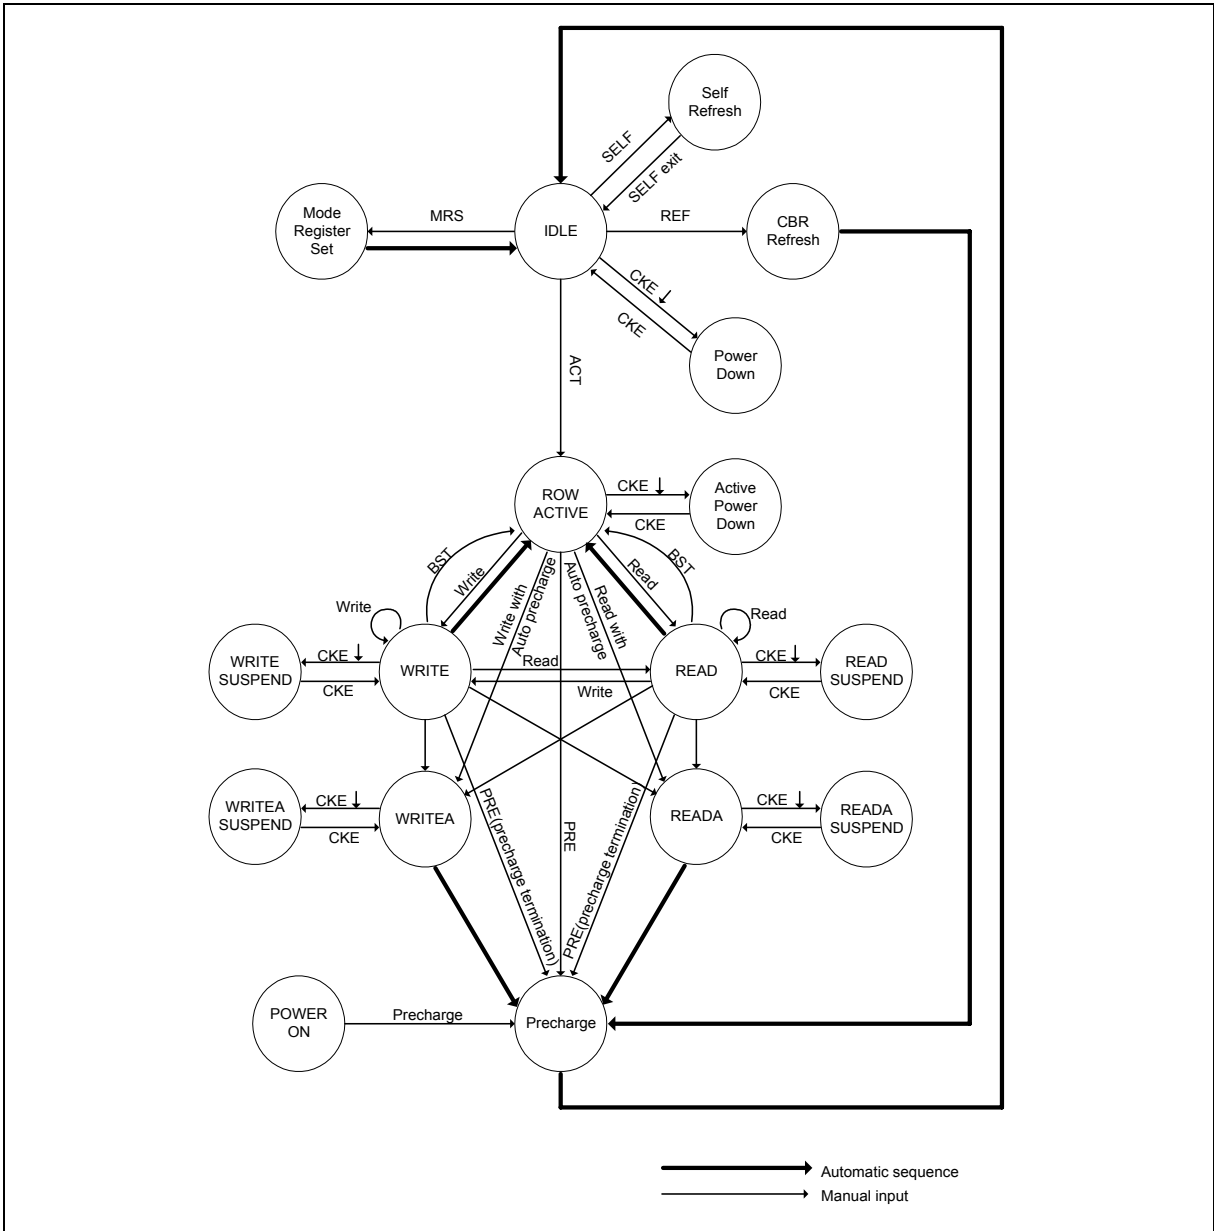 Self
Refresh
SELF
SELF exit
Mode
Register
Set
MRS
IDLE
REF
CBR
Refresh
CKE ↓
CKE
Power
Down
ACT
ROW
ACTIVE
CKE ↓
CKE
Active
Power
Down
BST
Write
Write with
Auto precharge
Read with
Auto precharge
Read
BST
Write
Read
WRITE
SUSPEND
CKE ↓
CKE
WRITE
Read
Write
READ
CKE ↓
CKE
READ
SUSPEND
WRITEA
SUSPEND
CKE ↓
CKE
WRITEA
PRE(precharge termination)
PRE
PRE(precharge termination)
READA
CKE ↓
CKE
READA
SUSPEND
POWER
ON
Precharge
Precharge
Automatic sequence
Manual input